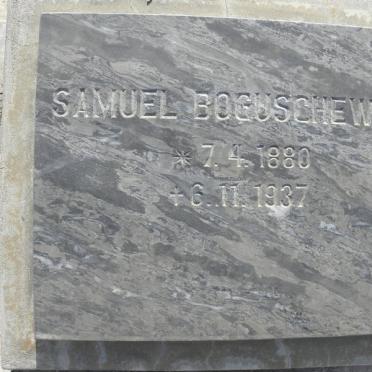 SAMUEL BOGUSCHEW
* 7.4.1880
+ 6.11.1937